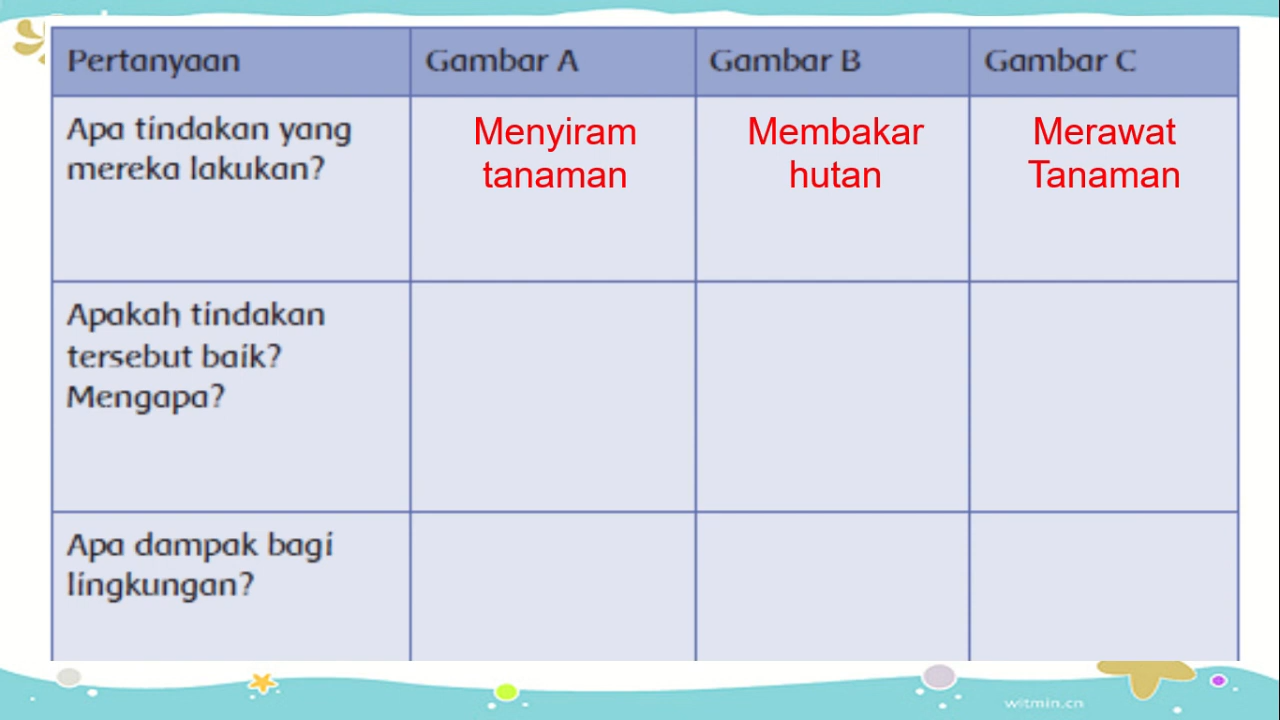 Pertanyaan
Gambar A
Gambar B
Gambar C
Apa tindakan yang
mereka lakukan?
Menyiram
tanaman
Membakar
hutan
Merawat
Tanaman
Apakah tindakan
tersebut baik?
Mengapa?
Apa dampak bagi
lingkungan?
witmin.cn